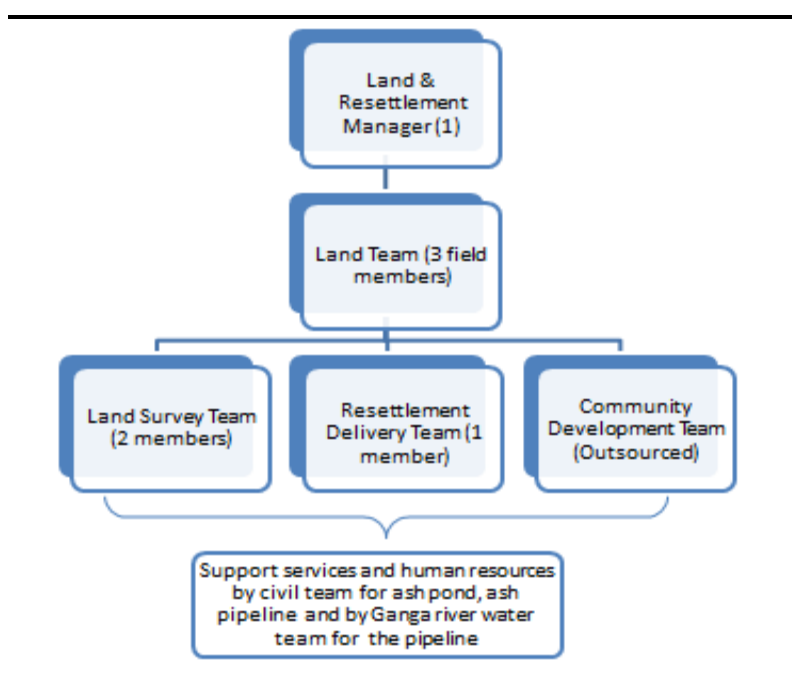 Land &
Resettlement
Manager (1)
Land Team (3 field
members)
Land Survey Team
(2 members)
Resettlement
Delivery Team (1
member)
Community
Development Team
(Outsourced)
Support services and human resources
by civil team for ash pond, ash
pipeline and by Ganga river water
team for the pipeline